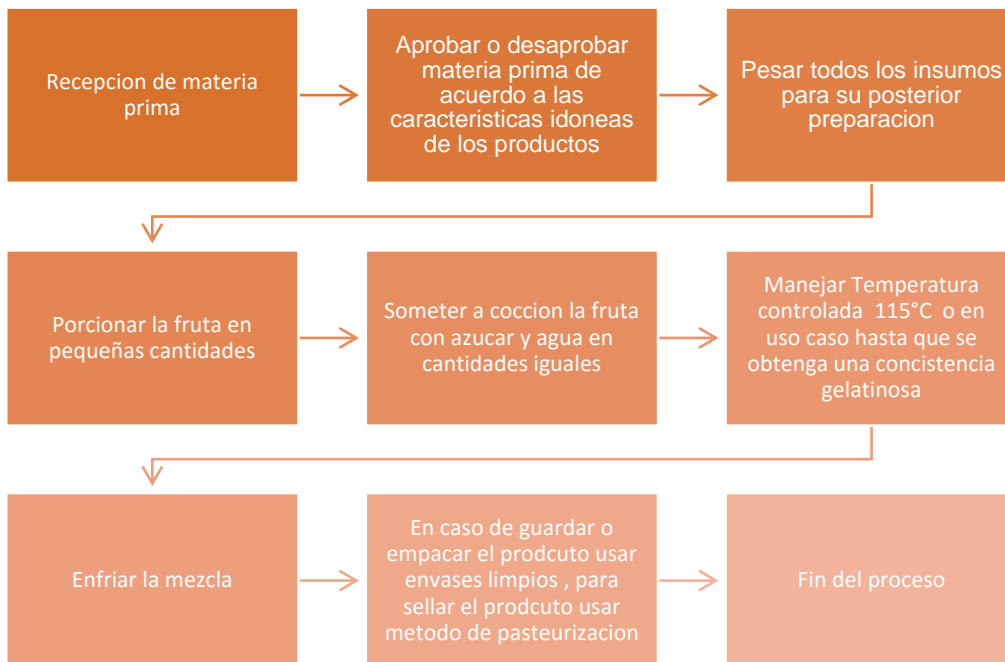 Recepcion de materia
prima
Aprobar o desaprobar
materia prima de
acuerdo a las
caracteristicas idoneas
de los productos
Pesar todos los insumos
para su posterior
preparacion
Porcionar la fruta en
pequeñas cantidades
Someter a coccion la fruta
con azucar y agua en
cantidades iguales
Manejar Temperatura
controlada 115°C o en
uso caso hasta que se
obtenga una concistencia
gelatinosa
Enfriar la mezcla
En caso de guardar o
empacar el prodcuto usar
envases limpios , para
sellar el prodcuto usar
metodo de pasteurizacion
Fin del proceso